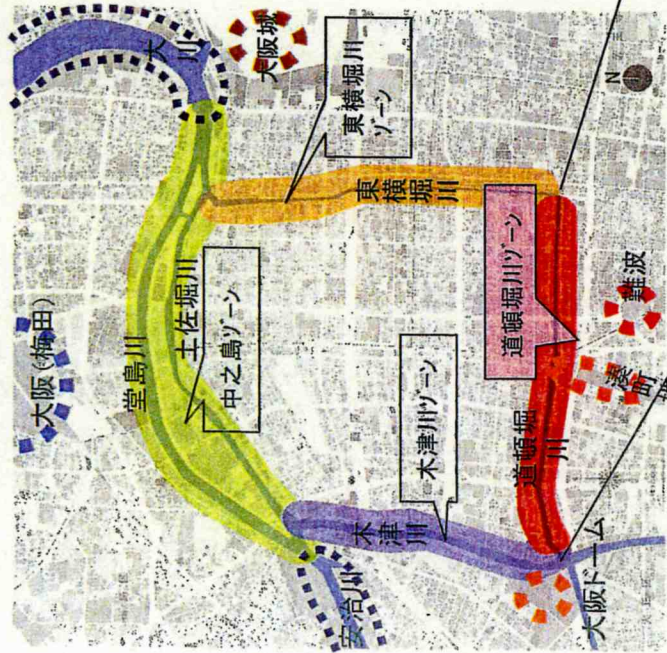 大阪(梅田)
大川
大阪城
堂島川
土佐堀川
中之島ゾーン
東横堀川
ゾーン
東横堀川
木津川ゾーン
木津川
安治川
道頓堀川ゾーン
道頓堀
川
難波
湊町
大阪ドーム
N